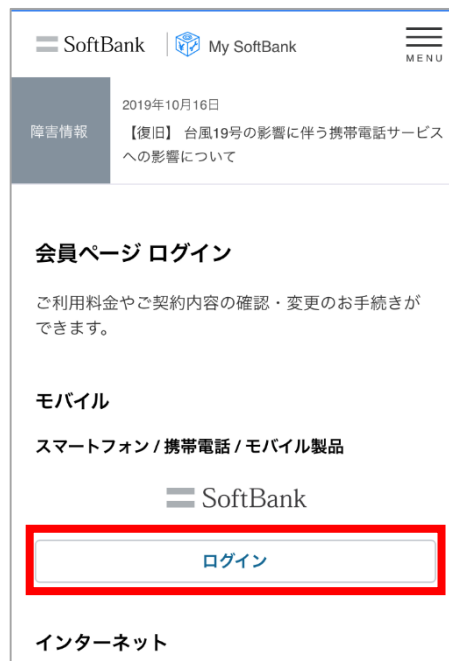 SoftBank My SoftBank
MENU
障害情報
2019年10月16日
【復旧】 台風19号の影響に伴う携帯電話サービス
への影響について
会員ページ ログイン
ご利用料金やご契約内容の確認・変更のお手続きが
できます。
モバイル
スマートフォン / 携帯電話 / モバイル製品
SoftBank
ログイン
インターネット